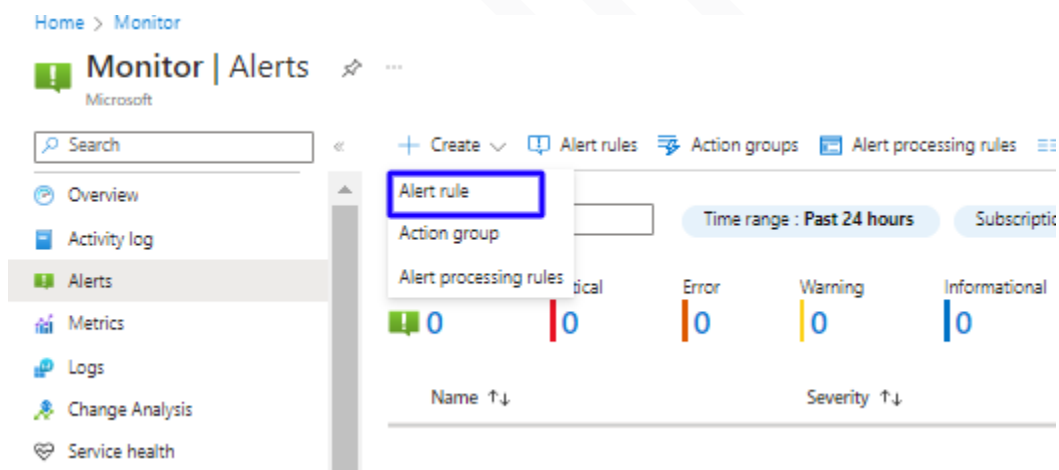 Home > Monitor
Monitor | Alerts
Microsoft
Search
Create
Alert rules
Action groups
Alert processing rules
Alert rule
Action group
Alert processing rules
Overview
Activity log
Alerts
Metrics
Logs
Change Analysis
Service health
Time range : Past 24 hours
Error
Warning
Informational
0
0
0
0
0
Name ↑↓
Severity ↑↓